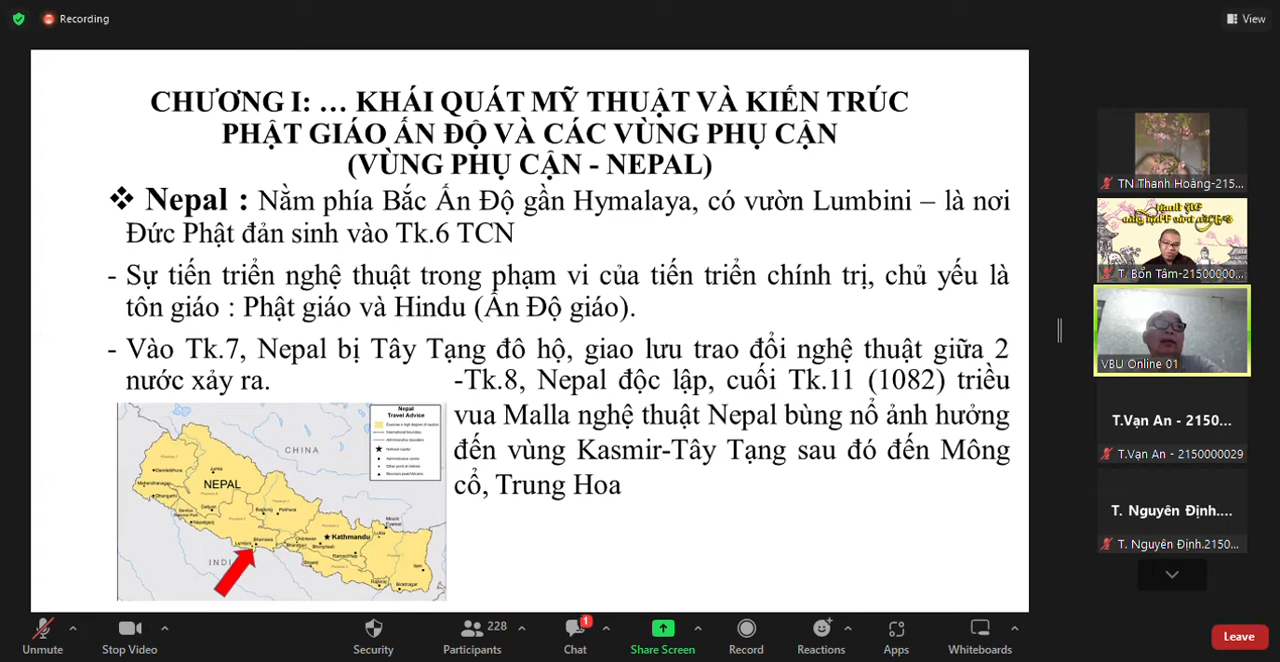 Recording
View
CHƯƠNG I: … KHÁI QUÁT MỸ THUẬT VÀ KIẾN TRÚC
PHẬT GIÁO ẤN ĐỘ VÀ CÁC VÙNG PHỤ CẬN
(VÙNG PHỤ CẬN - NEPAL)
❖ Nepal : Nằm phía Bắc Ấn Độ gần Hymalaya, có vườn Lumbini – là nơi
Đức Phật đản sinh vào Tk.6 TCN
- Sự tiến triển nghệ thuật trong phạm vi của tiến triển chính trị, chủ yếu là
tôn giáo : Phật giáo và Hindu (Ấn Độ giáo).
- Vào Tk.7, Nepal bị Tây Tạng đô hộ, giao lưu trao đổi nghệ thuật giữa 2
nước xảy ra.
-Tk.8, Nepal độc lập, cuối Tk.11 (1082) triều
vua Malla nghệ thuật Nepal bùng nổ ảnh hưởng
đến vùng Kasmir-Tây Tạng sau đó đến Mông
cổ, Trung Hoa
Nepal
Travel Advice
CHINA
NEPAL
Kathmandu
Lumbini
INDI
TN Thanh Hoàng-215...
T. Bổn Tâm-21500000...
VBU Online 01
T.Vạn An - 2150...
T.Vạn An - 2150000029
T. Nguyên Định....
T. Nguyên Định.2150...
Unmute
Stop Video
Security
228
Participants
1
Chat
Share Screen
Record
Reactions
Apps
Whiteboards
Leave